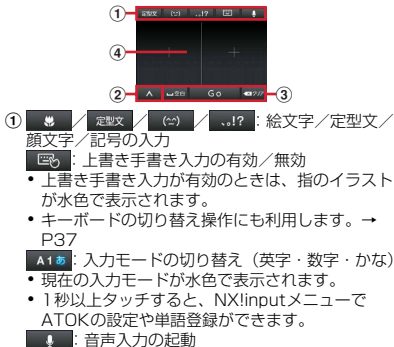 ①
定型文 (^-^) .,!? 
④
②
∧ 空白 Go クリア
③
① / 定型文 / (^-^) / 、。!? : 絵文字／定型文／
顔文字／記号の入力
: 上書き手書き入力の有効／無効
• 上書き手書き入力が有効のときは、指のイラスト
が水色で表示されます。
• キーボードの切り替え操作にも利用します。→
P37
A1あ : 入力モードの切り替え（英字・数字・かな）
• 現在の入力モードが水色で表示されます。
• 1秒以上タッチすると、NX!inputメニューで
ATOKの設定や単語登録ができます。
: 音声入力の起動